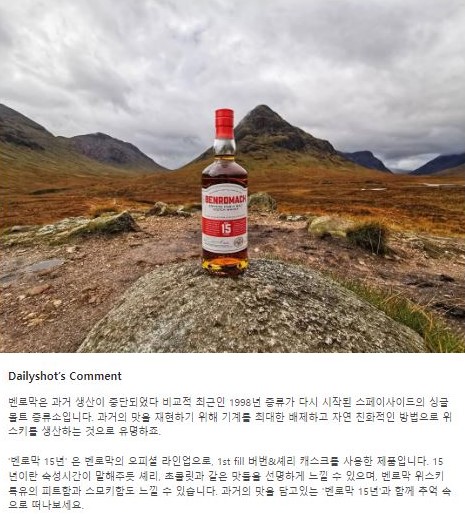 BENROMACH
15
Dailyshot's Comment
벤로막은 과거 생산이 중단되었다 비교적 최근인 1998년 증류가 다시 시작된 스페이사이드의 싱글
몰트 증류소입니다. 과거의 맛을 재현하기 위해 기계를 최대한 배제하고 자연 친화적인 방법으로 위
스키를 생산하는 것으로 유명하죠.
'벤로막 15년' 은 벤로막의 오피셜 라인업으로, 1st fill 버번&셰리 캐스크를 사용한 제품입니다. 15
년이란 숙성시간이 말해주듯 셰리, 초콜릿과 같은 맛들을 선명하게 느낄 수 있으며, 벤로막 위스키
특유의 피트함과 스모키함도 느낄 수 있습니다. 과거의 맛을 담고있는 '벤로막 15년'과 함께 추억 속
으로 떠나보세요.